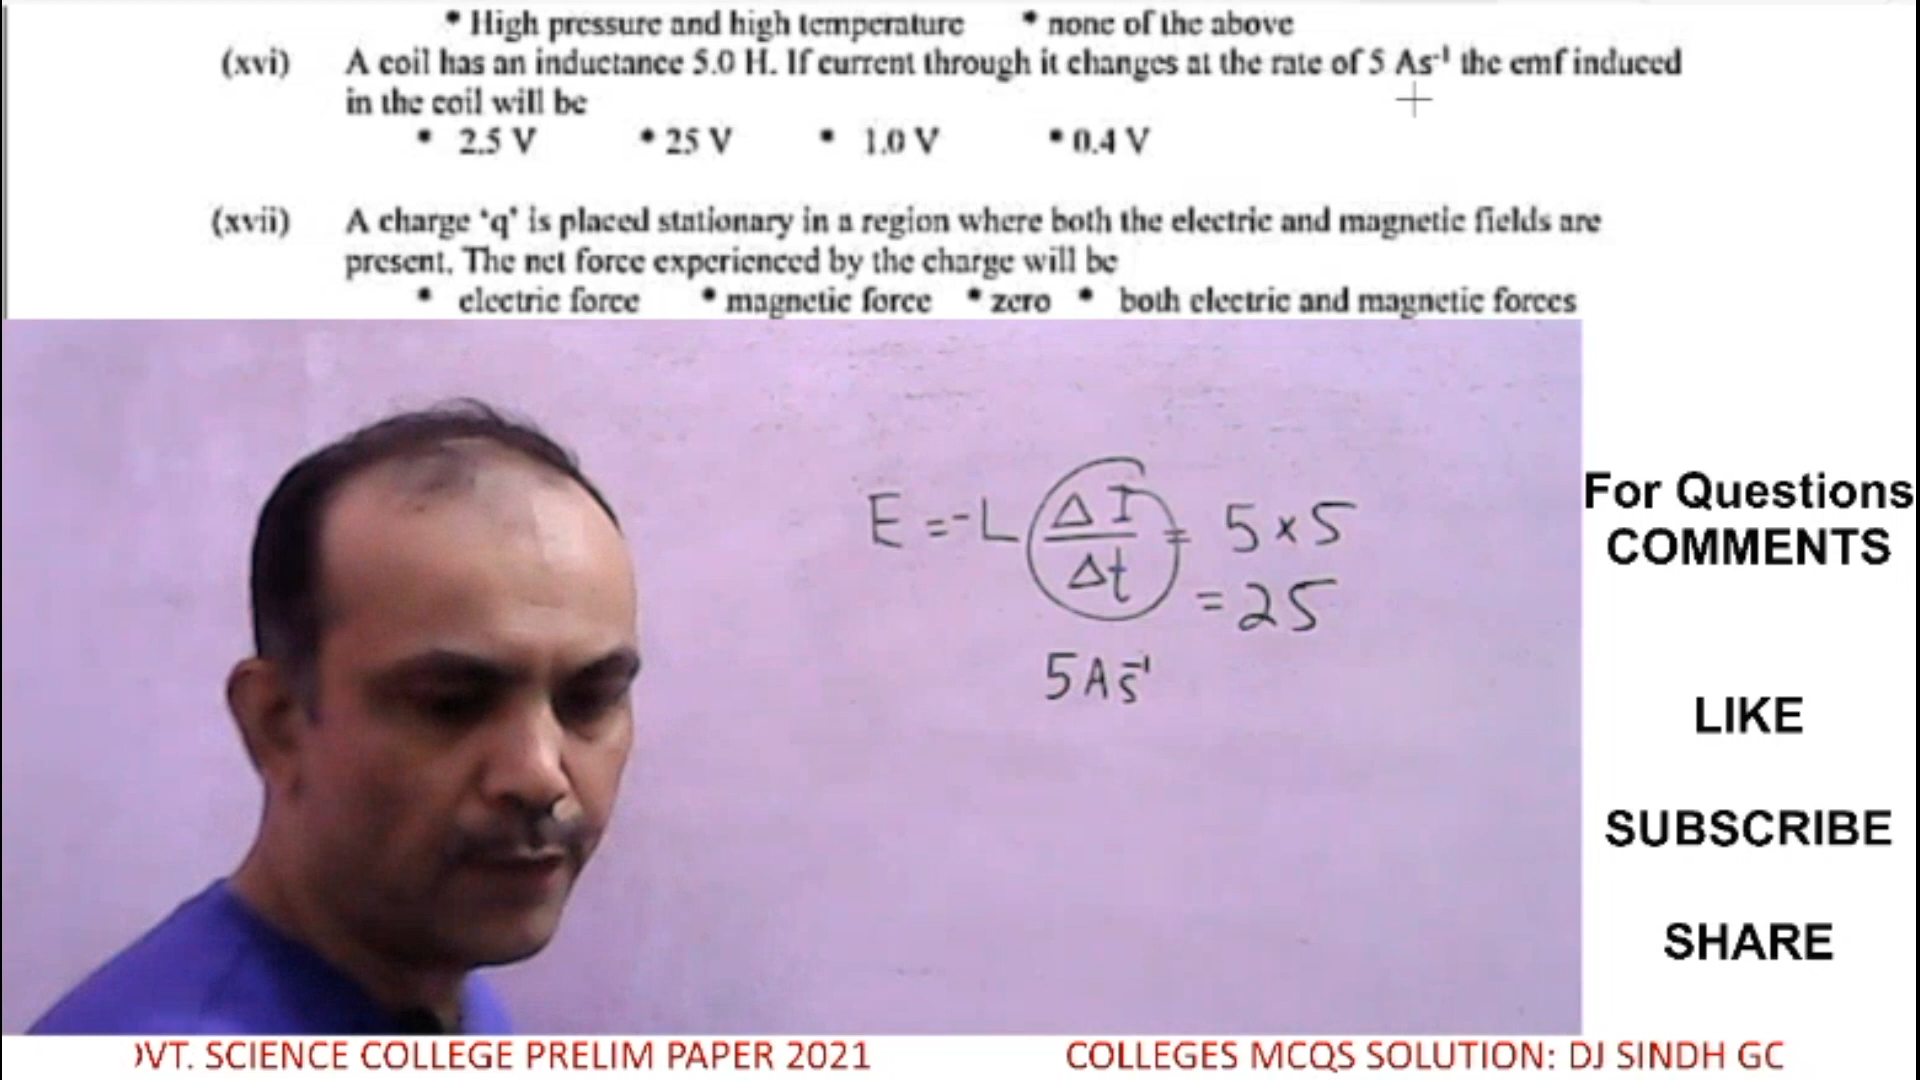 • High pressure and high temperature • none of the above
(xvi) A coil has an inductance 5.0 H. If current through it changes at the rate of 5 As⁻¹ the emf induced
in the coil will be
• 2.5 V • 25 V • 1.0 V • 0.4 V
(xvii) A charge ‘q’ is placed stationary in a region where both the electric and magnetic fields are
present. The net force experienced by the charge will be
• electric force • magnetic force • zero • both electric and magnetic forces
E = -L ΔI/Δt = 5 × 5
= 25
5 As⁻¹
For Questions
COMMENTS
LIKE
SUBSCRIBE
SHARE
VT. SCIENCE COLLEGE PRELIM PAPER 2021 COLLEGES MCQS SOLUTION: DJ SINDH GC